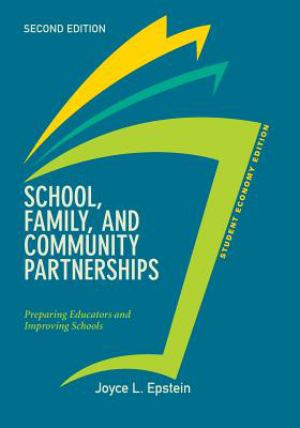 SECOND EDITION
STUDENT ECONOMY EDITION
SCHOOL,
FAMILY, AND
COMMUNITY
PARTNERSHIPS
Preparing Educators and
Improving Schools
Joyce L. Epstein